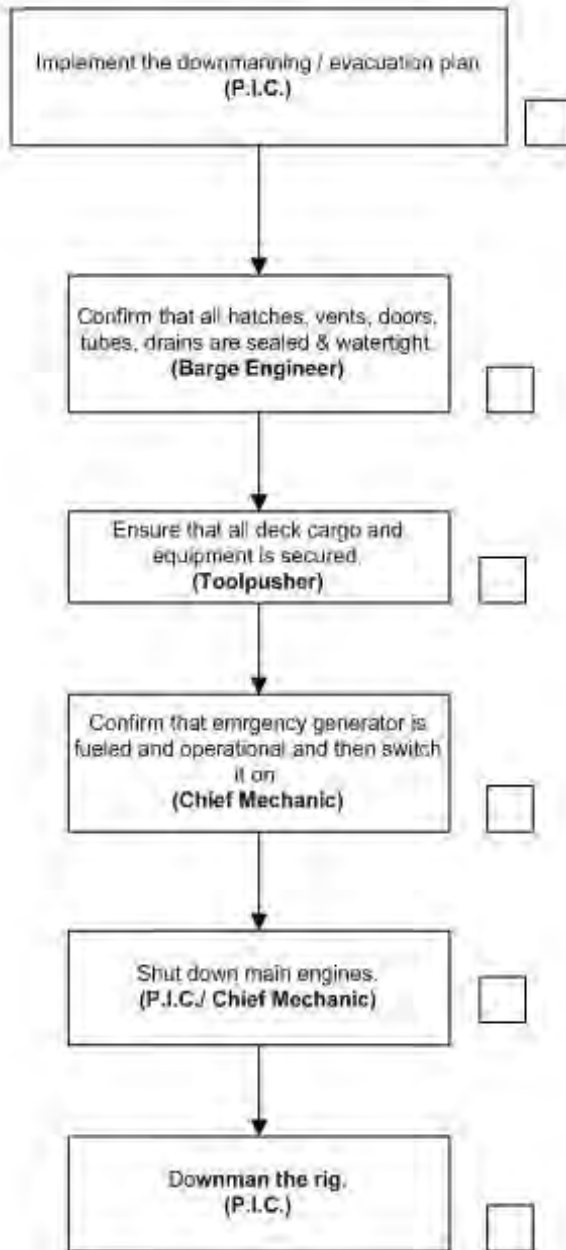 Implement the downmanning / evacuation plan
(P.I.C.)
Confirm that all hatches, vents, doors,
tubes, drains are sealed & watertight.
(Barge Engineer)
Ensure that all deck cargo and
equipment is secured.
(Toolpusher)
Confirm that emrgency generator is
fueled and operational and then switch
it on
(Chief Mechanic)
Shut down main engines.
(P.I.C./ Chief Mechanic)
Downman the rig.
(P.I.C.)